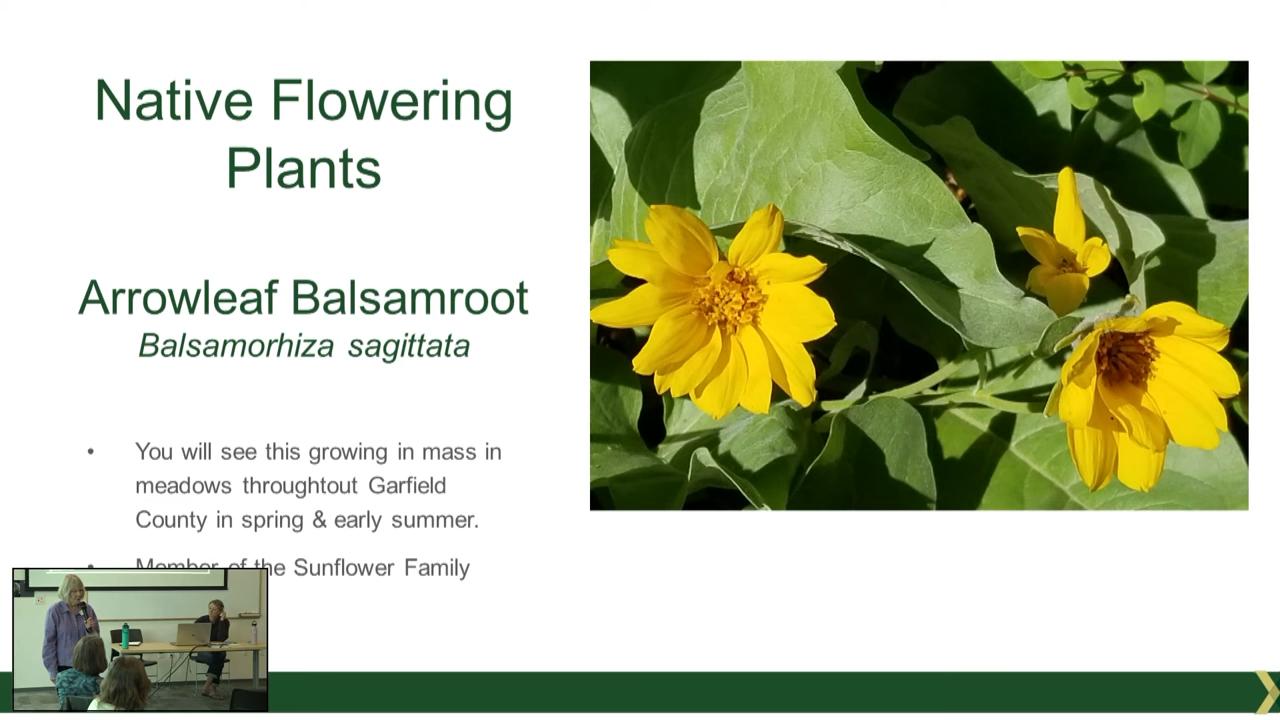 Native Flowering
Plants
Arrowleaf Balsamroot
Balsamorhiza sagittata
• You will see this growing in mass in
meadows throughtout Garfield
County in spring & early summer.
• Member of the Sunflower Family